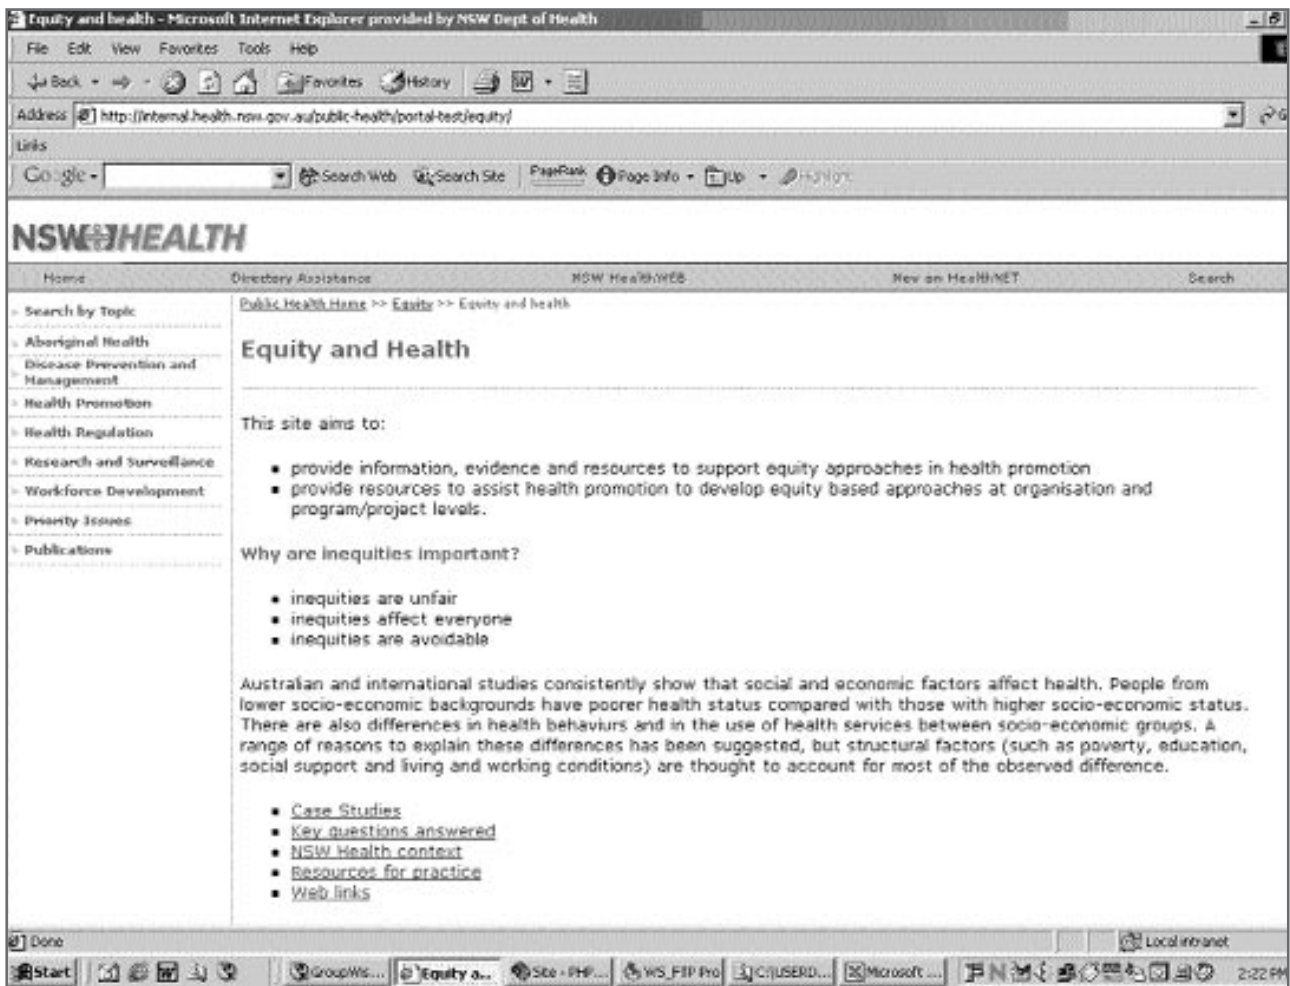 Equity and health - Microsoft Internet Explorer provided by NSW Dept of Health
File Edit View Favorites Tools Help
Back Favorites History
Address http://internal.health.nsw.gov.au/public-health/portal-test/equity/
Links
Google Search Web Search Site PageRank Page Info Up Highlight
NSW HEALTH
Home Directory Assistance NSW HealthWEB New on HealthNET Search
Search by Topic
Aboriginal Health
Disease Prevention and
Management
Health Promotion
Health Regulation
Research and Surveillance
Workforce Development
Priority Issues
Publications
Public Health Home >> Equity >> Equity and health
Equity and Health
This site aims to:
provide information, evidence and resources to support equity approaches in health promotion
provide resources to assist health promotion to develop equity based approaches at organisation and
program/project levels.
Why are inequities important?
inequities are unfair
inequities affect everyone
inequities are avoidable
Australian and international studies consistently show that social and economic factors affect health. People from
lower socio-economic backgrounds have poorer health status compared with those with higher socio-economic status.
There are also differences in health behaviurs and in the use of health services between socio-economic groups. A
range of reasons to explain these differences has been suggested, but structural factors (such as poverty, education,
social support and living and working conditions) are thought to account for most of the observed difference.
Case Studies
Key questions answered
NSW Health context
Resources for practice
Web links
Done Local intranet
Start GroupWis... Equity a... Site - PHP... WS_FTP Pro C:\USERD... Microsoft ... 2:22 PM